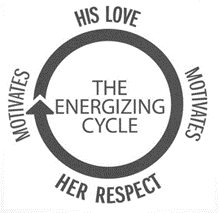 HIS LOVE
MOTIVATES
HER RESPECT
MOTIVATES
THE
ENERGIZING
CYCLE